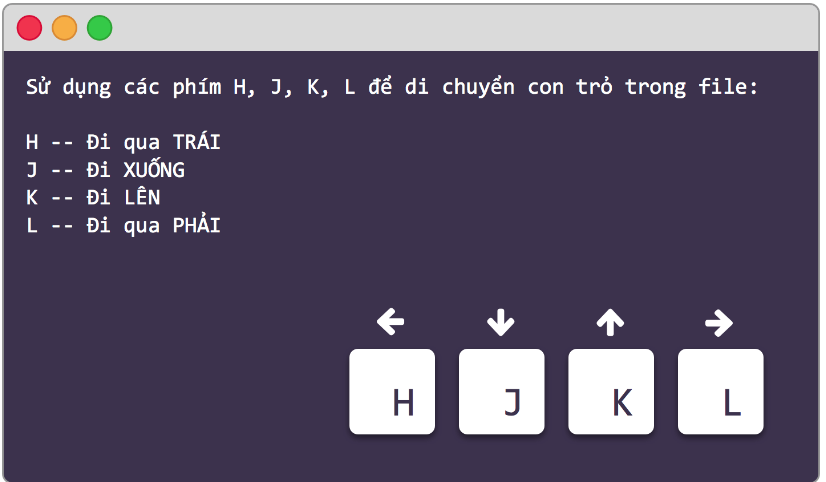 Sử dụng các phím H, J, K, L để di chuyển con trỏ trong file:
H -- Đi qua TRÁI
J -- Đi XUỐNG
K -- Đi LÊN
L -- Đi qua PHẢI
H J K L